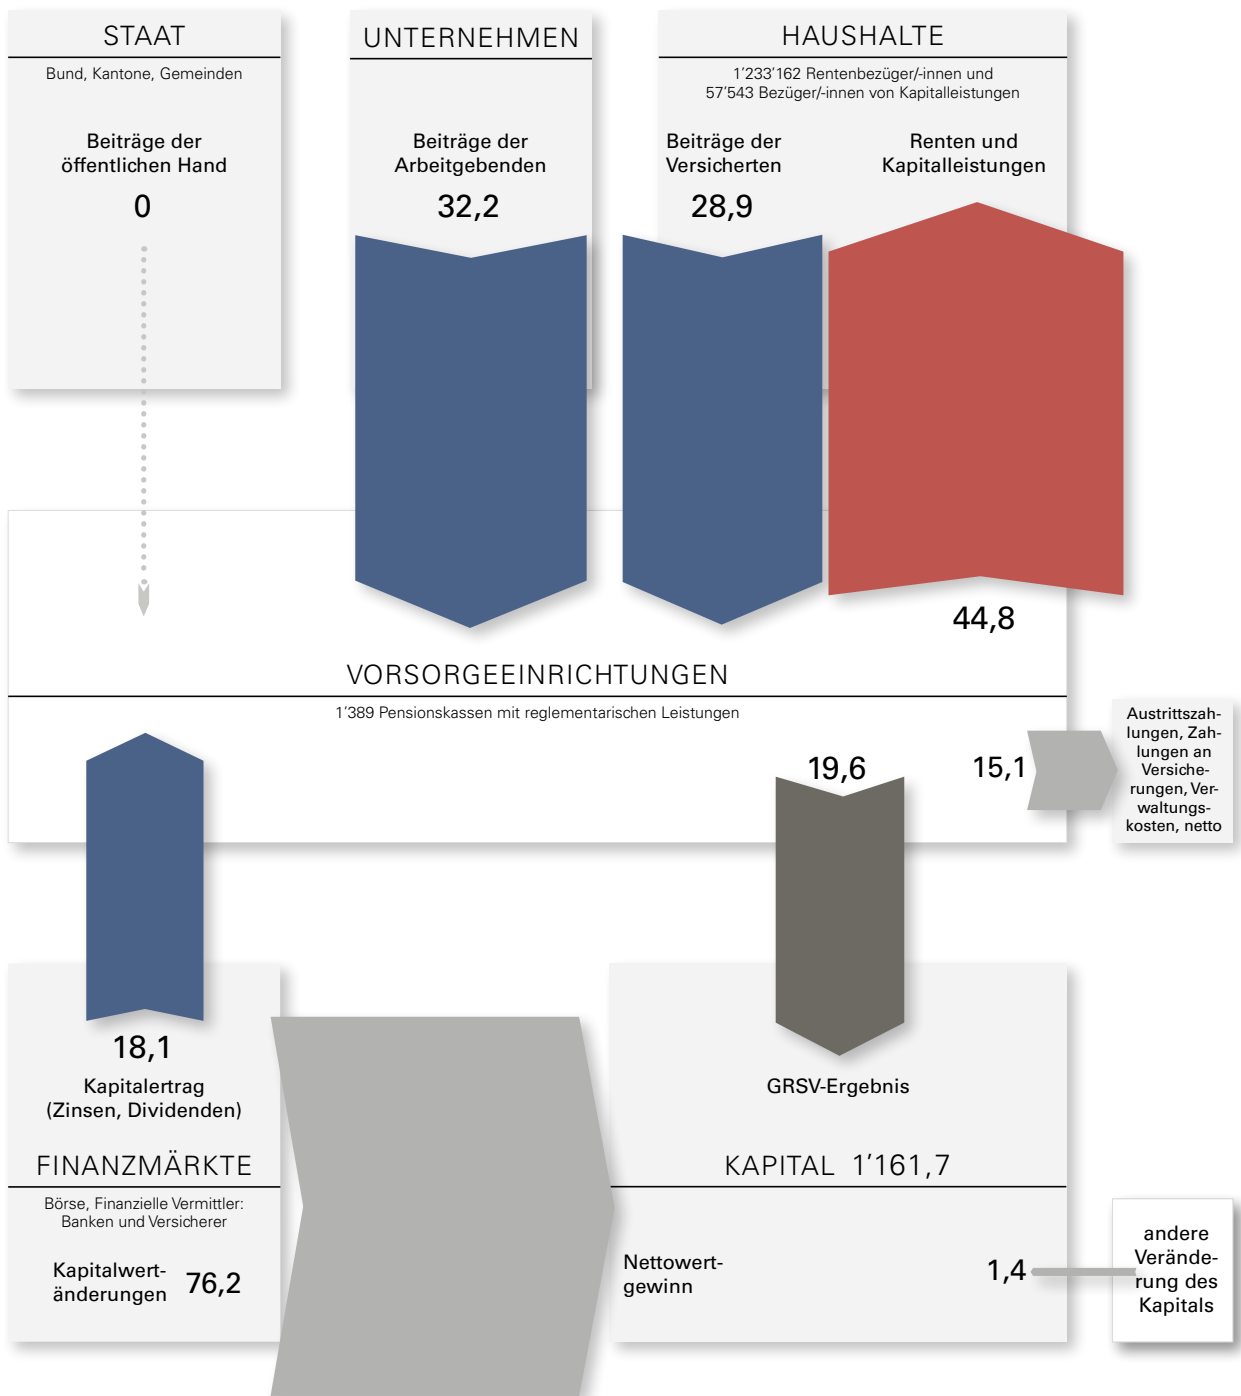 STAAT
Bund, Kantone, Gemeinden
Beiträge der
öffentlichen Hand
0
UNTERNEHMEN
Beiträge der
Arbeitgebenden
32,2
HAUSHALTE
1’233’162 Rentenbezüger/-innen und
57’543 Bezüger/-innen von Kapitalleistungen
Beiträge der
Versicherten
28,9
Renten und
Kapitalleistungen
44,8
VORSORGEEINRICHTUNGEN
1’389 Pensionskassen mit reglementarischen Leistungen
19,6
15,1
Austrittszah-
lungen, Zah-
lungen an
Versiche-
rungen, Ver-
waltungs-
kosten, netto
18,1
Kapitalertrag
(Zinsen, Dividenden)
FINANZMÄRKTE
Börse, Finanzielle Vermittler:
Banken und Versicherer
Kapitalwert-
änderungen
76,2
GRSV-Ergebnis
KAPITAL 1’161,7
Nettowert-
gewinn
1,4
andere
Verände-
rung des
Kapitals